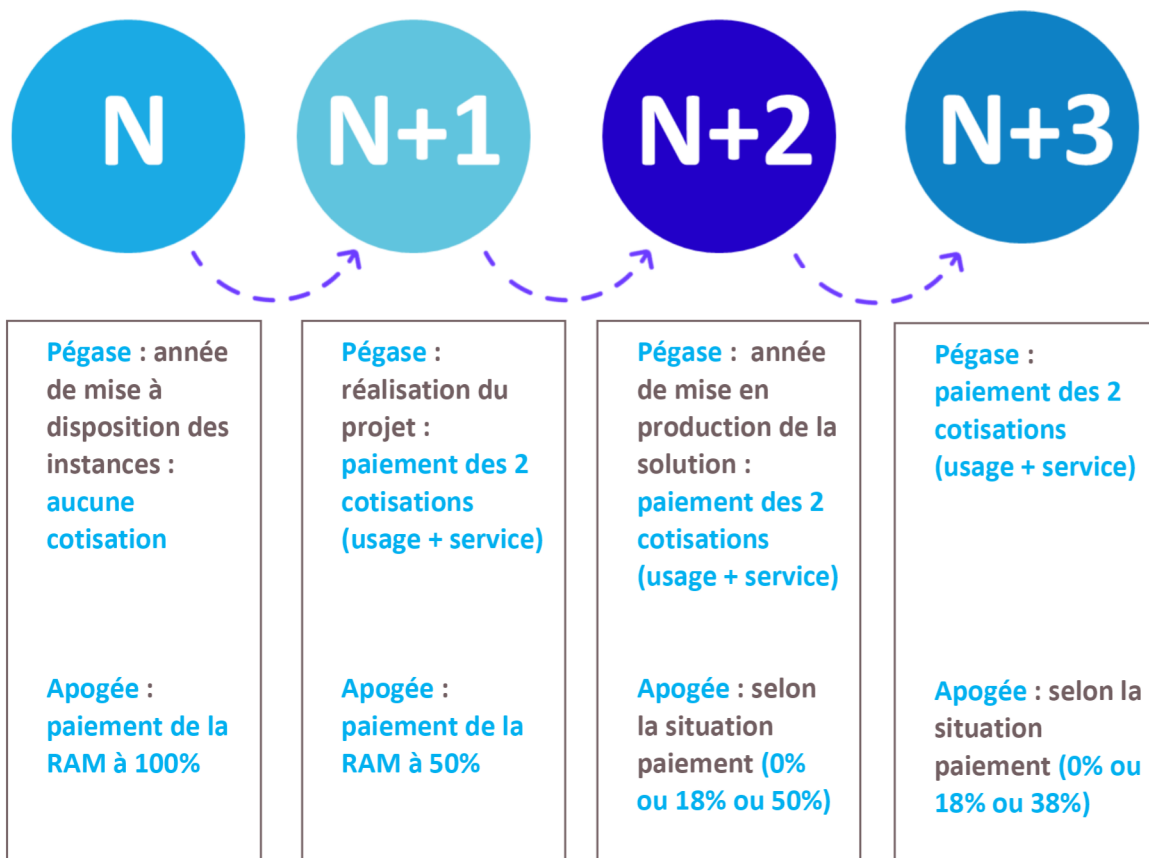 N
N+1
N+2
N+3
Pégase : année
de mise à
disposition des
instances :
aucune
cotisation
Apogée :
paiement de la
RAM à 100%
Pégase :
réalisation du
projet :
paiement des 2
cotisations
(usage + service)
Apogée :
paiement de la
RAM à 50%
Pégase : année
de mise en
production de la
solution :
paiement des 2
cotisations
(usage + service)
Apogée : selon
la situation
paiement (0%
ou 18% ou 50%)
Pégase :
paiement des 2
cotisations
(usage + service)
Apogée : selon la
situation
paiement (0% ou
18% ou 38%)